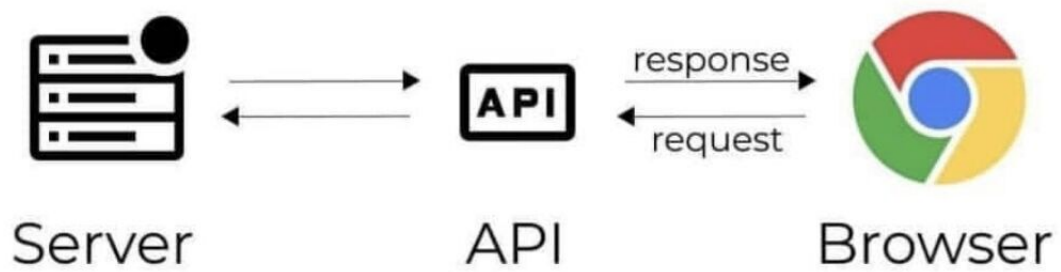 response
API
request
Server
API
Browser